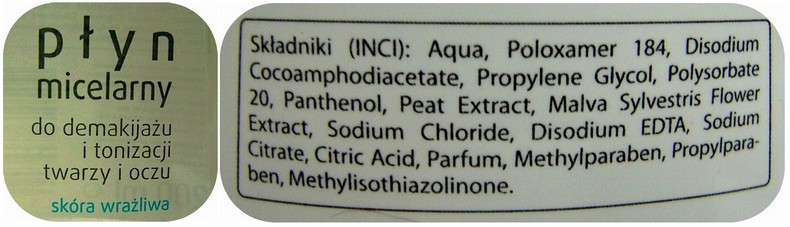 płyn
micelarny
do demakijażu
i tonizacji
twarzy i oczu
skóra wrażliwa
Składniki (INCI): Aqua, Poloxamer 184, Disodium
Cocoamphodiacetate, Propylene Glycol, Polysorbate
20, Panthenol, Peat Extract, Malva Sylvestris Flower
Extract, Sodium Chloride, Disodium EDTA, Sodium
Citrate, Citric Acid, Parfum, Methylparaben, Propylpara-
ben, Methylisothiazolinone.